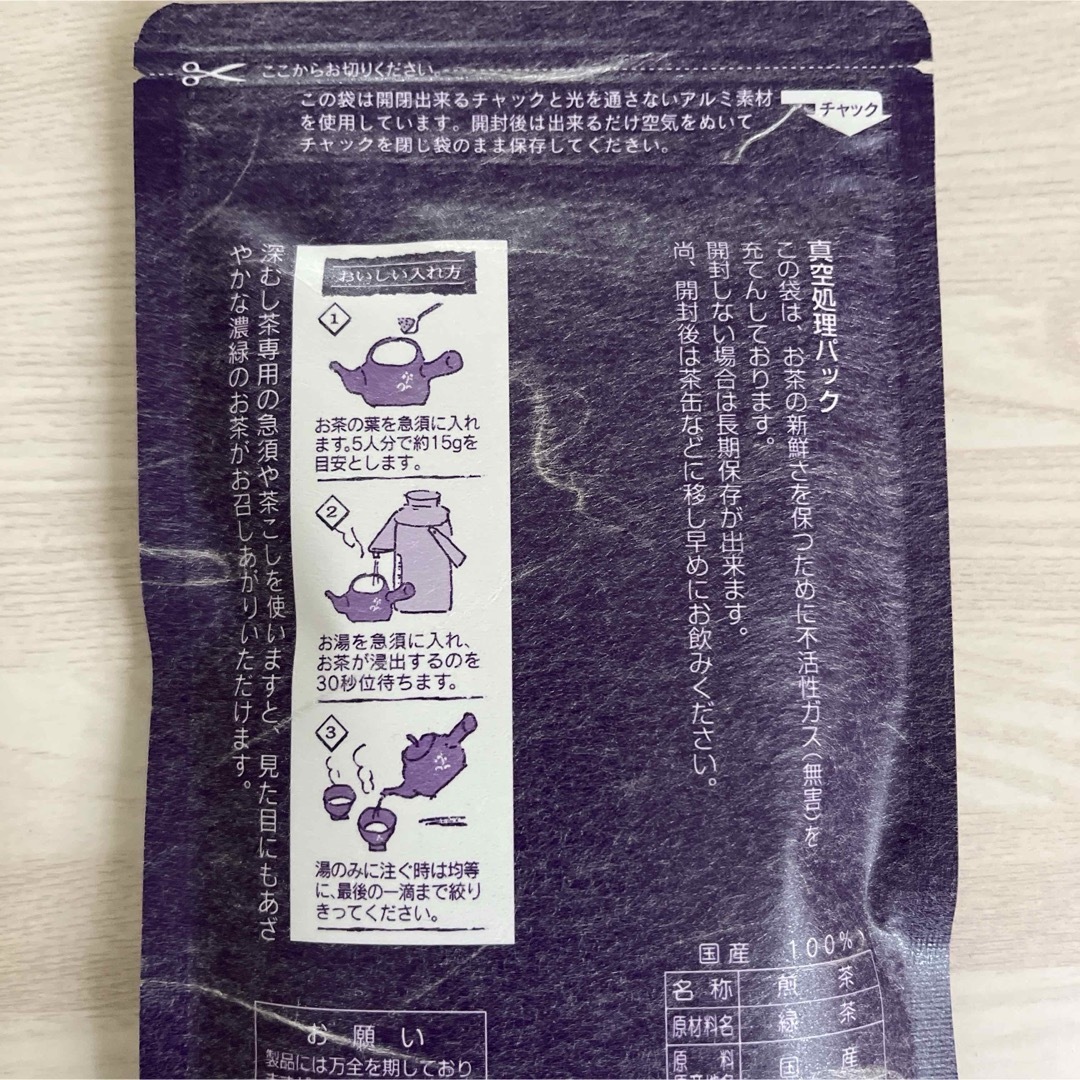 ここからお切りください。
この袋は開閉出来るチャックと光を通さないアルミ素材
を使用しています。開封後は出来るだけ空気をぬいて
チャックを閉じ袋のまま保存してください。
チャック
真空処理パック
この袋は、お茶の新鮮さを保つために不活性ガス(無害)を
充てんしております。
開封しない場合は長期保存が出来ます。
尚、開封後は茶缶などに移し早めにお飲みください。
おいしい入れ方
1
お茶の葉を急須に入れ
ます。5人分で約15gを
目安とします。
2
お湯を急須に入れ、
お茶が浸出するのを
30秒位待ちます。
3
湯のみに注ぐ時は均等
に、最後の一滴まで絞り
きってください。
深むし茶専用の急須や茶こしを使いますと、見た目にもあざ
やかな濃緑のお茶がお召しあがりいただけます。
国産 100%
名称 煎茶
原材料名 緑茶
原料 国産
お願い
製品には万全を期しており